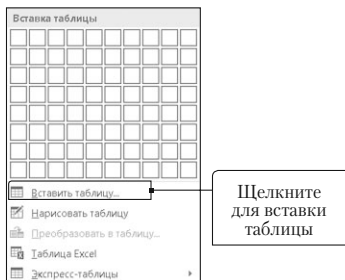 Вставка таблицы
Вставить таблицу...
Нарисовать таблицу
Преобразовать в таблицу...
Таблица Excel
Экспресс-таблицы
Щелкните
для вставки
таблицы